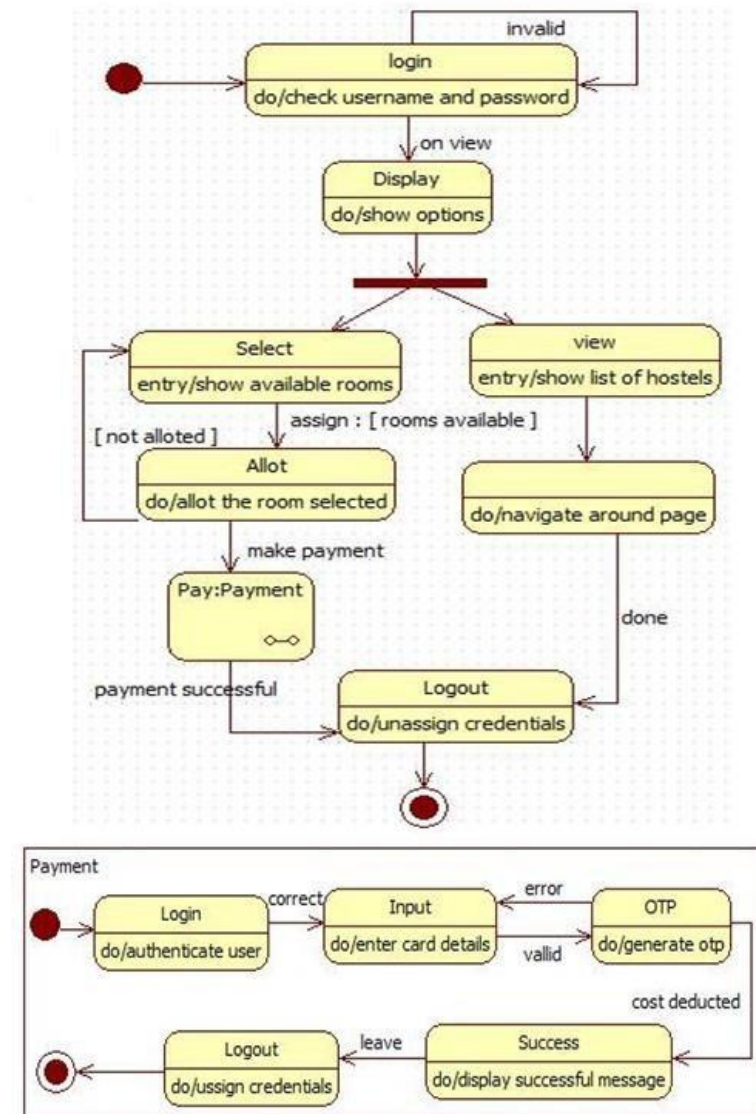 invalid
login
do/check username and password
on view
Display
do/show options
Select
entry/show available rooms
view
entry/show list of hostels
assign : [ rooms available ]
[ not alloted ]
Allot
do/allot the room selected
do/navigate around page
make payment
Pay:Payment
done
payment successful
Logout
do/unassign credentials
Payment
Login
do/authenticate user
correct
Input
do/enter card details
error
vallid
OTP
do/generate otp
cost deducted
Success
do/display successful message
leave
Logout
do/ussign credentials